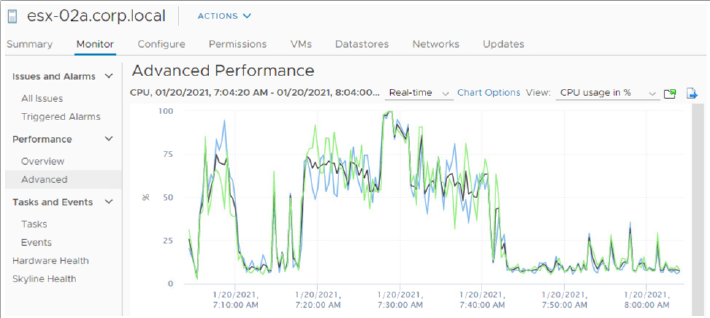 esx-02a.corp.local ACTIONS
Summary Monitor Configure Permissions VMs Datastores Networks Updates
Issues and Alarms
All Issues
Triggered Alarms
Performance
Overview
Advanced
Tasks and Events
Tasks
Events
Hardware Health
Skyline Health
Advanced Performance
CPU, 01/20/2021, 7:04:20 AM - 01/20/2021, 8:04:00... Real-time Chart Options View: CPU usage in %
100
75
50
25
0
%
1/20/2021, 1/20/2021, 1/20/2021, 1/20/2021, 1/20/2021, 1/20/2021,
7:10:00 AM 7:20:00 AM 7:30:00 AM 7:40:00 AM 7:50:00 AM 8:00:00 AM